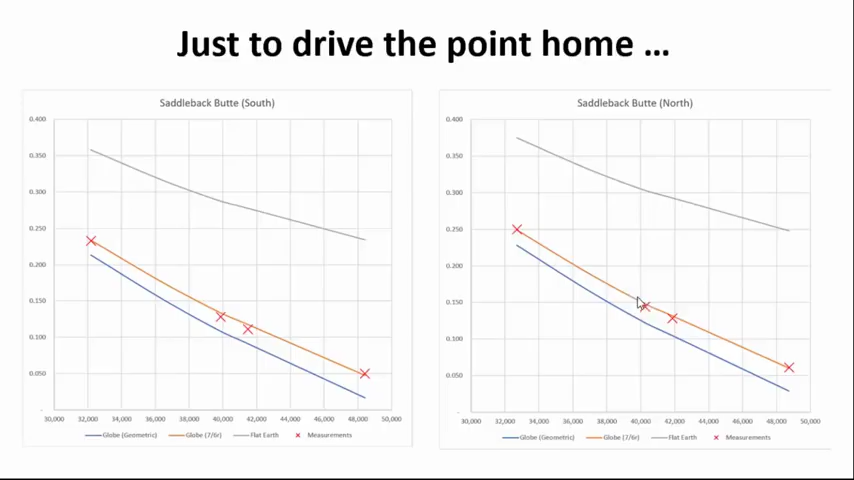 Just to drive the point home ...
Saddleback Butte (South)
0.400
0.350
0.300
0.250
0.200
0.150
0.100
0.050
-
30,000 32,000 34,000 36,000 38,000 40,000 42,000 44,000 46,000 48,000 50,000
Globe (Geometric) Globe (7/6r) Flat Earth Measurements
Saddleback Butte (North)
0.400
0.350
0.300
0.250
0.200
0.150
0.100
0.050
-
30,000 32,000 34,000 36,000 38,000 40,000 42,000 44,000 46,000 48,000 50,000
Globe (Geometric) Globe (7/6r) Flat Earth Measurements